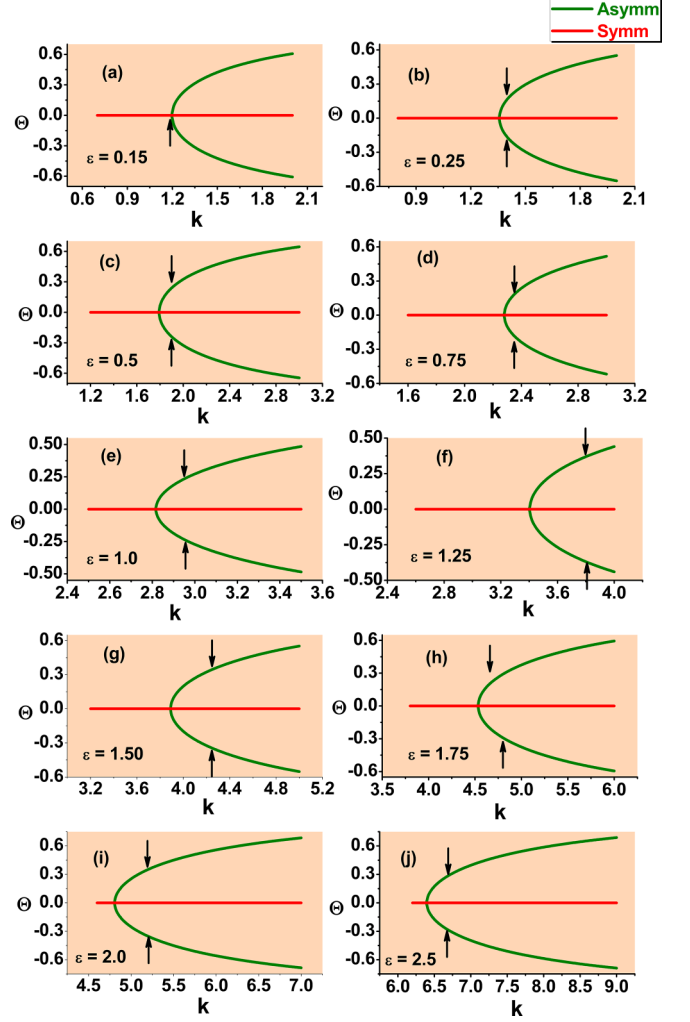 Asymm
Symm
(a)
0.6
0.3
0.0
-0.3
-0.6
Θ
ε = 0.15
0.6 0.9 1.2 1.5 1.8 2.1
k
(b)
0.6
0.3
0.0
-0.3
-0.6
Θ
ε = 0.25
0.9 1.2 1.5 1.8 2.1
k
(c)
0.6
0.3
0.0
-0.3
-0.6
Θ
ε = 0.5
1.2 1.6 2.0 2.4 2.8 3.2
k
(d)
0.6
0.3
0.0
-0.3
-0.6
Θ
ε = 0.75
1.6 2.0 2.4 2.8 3.2
k
(e)
0.50
0.25
0.00
-0.25
-0.50
Θ
ε = 1.0
2.4 2.6 2.8 3.0 3.2 3.4 3.6
k
(f)
0.50
0.25
0.00
-0.25
-0.50
Θ
ε = 1.25
2.4 2.8 3.2 3.6 4.0
k
(g)
0.6
0.3
0.0
-0.3
-0.6
Θ
ε = 1.50
3.2 3.6 4.0 4.4 4.8 5.2
k
(h)
0.6
0.3
0.0
-0.3
-0.6
Θ
ε = 1.75
3.5 4.0 4.5 5.0 5.5 6.0
k
(i)
0.6
0.3
0.0
-0.3
-0.6
Θ
ε = 2.0
4.5 5.0 5.5 6.0 6.5 7.0
k
(j)
0.6
0.3
0.0
-0.3
-0.6
Θ
ε = 2.5
6.0 6.5 7.0 7.5 8.0 8.5 9.0
k